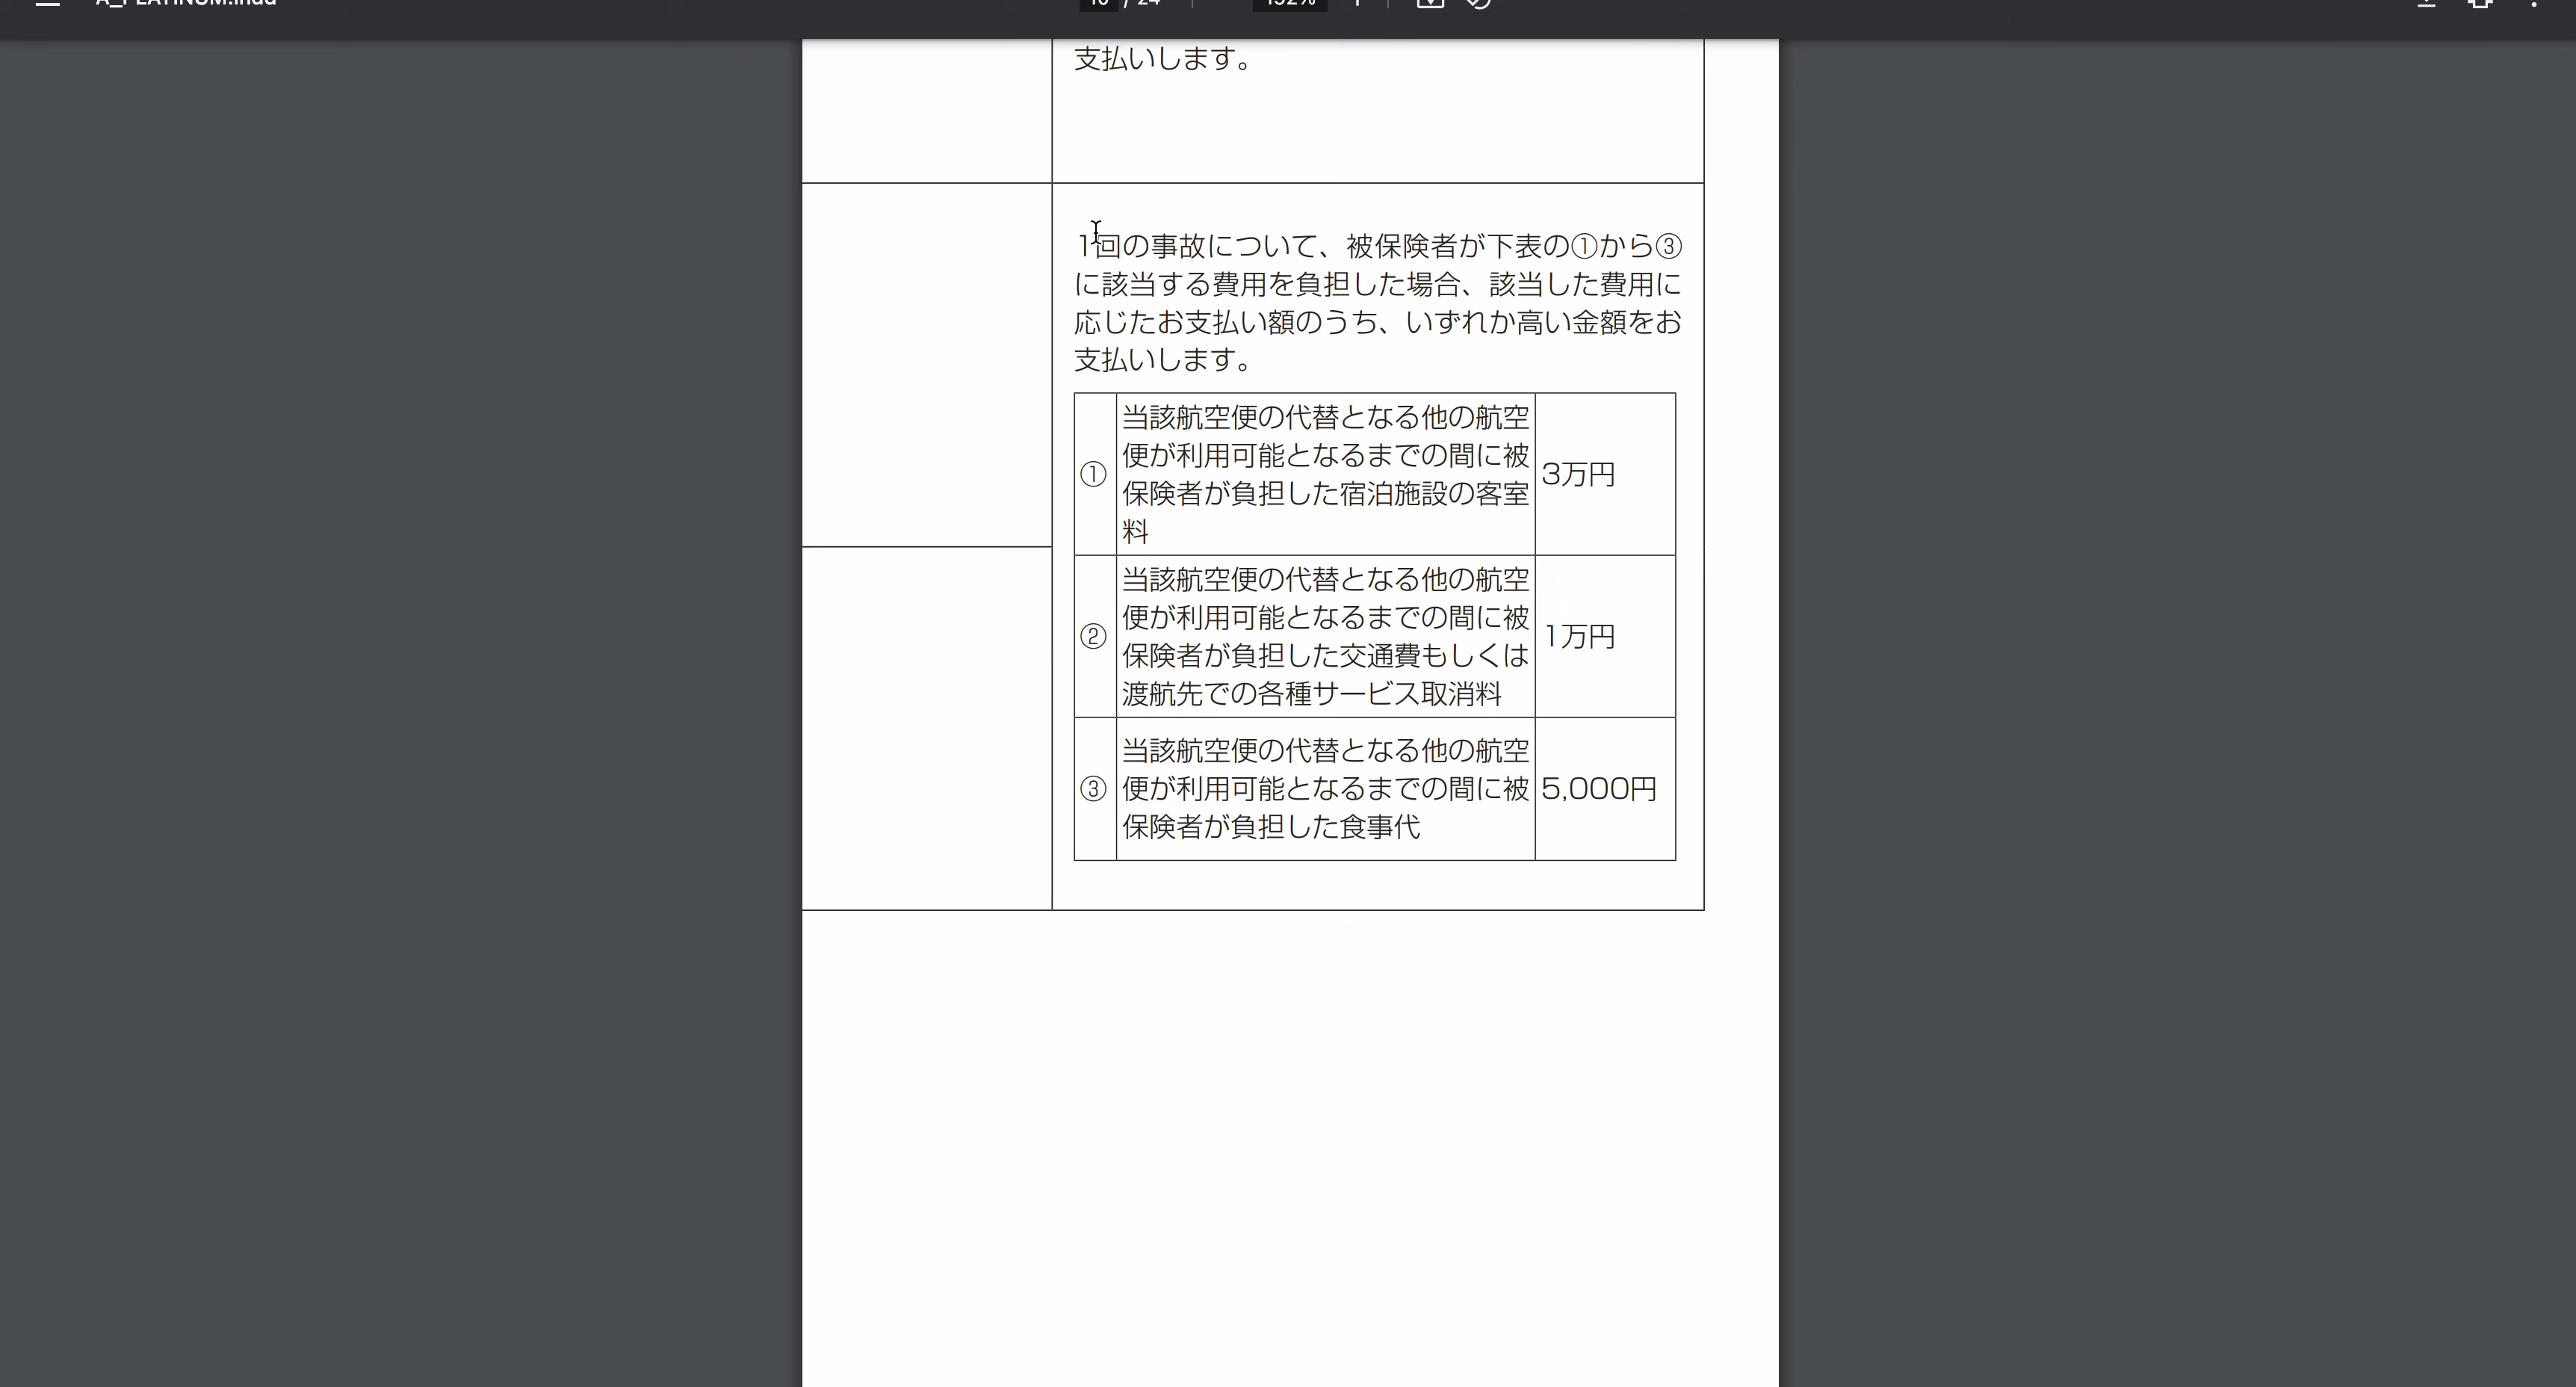 支払いします。
1回の事故について、被保険者が下表の①から③
に該当する費用を負担した場合、該当した費用に
応じたお支払い額のうち、いずれか高い金額をお
支払いします。
①
当該航空便の代替となる他の航空
便が利用可能となるまでの間に被
保険者が負担した宿泊施設の客室
料
3万円
②
当該航空便の代替となる他の航空
便が利用可能となるまでの間に被
保険者が負担した交通費もしくは
渡航先での各種サービス取消料
1万円
③
当該航空便の代替となる他の航空
便が利用可能となるまでの間に被
保険者が負担した食事代
5,000円